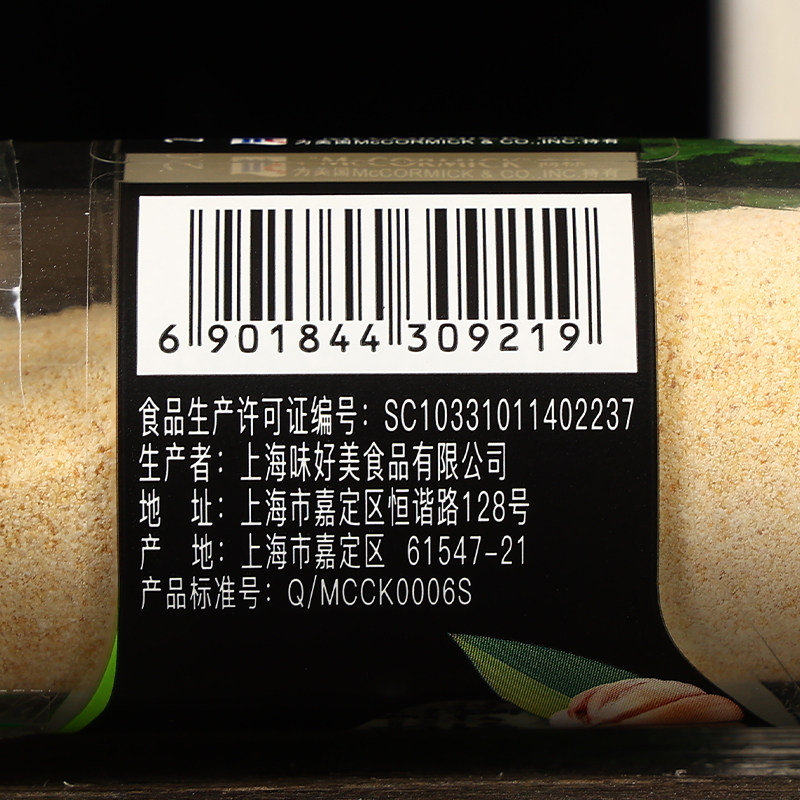 为美国McCORMICK & CO.,INC.持有
6 901844 309219
食品生产许可证编号：SC10331011402237
生产者：上海味好美食品有限公司
地 址：上海市嘉定区恒谐路128号
产 地：上海市嘉定区 61547-21
产品标准号：Q/MCCK0006S